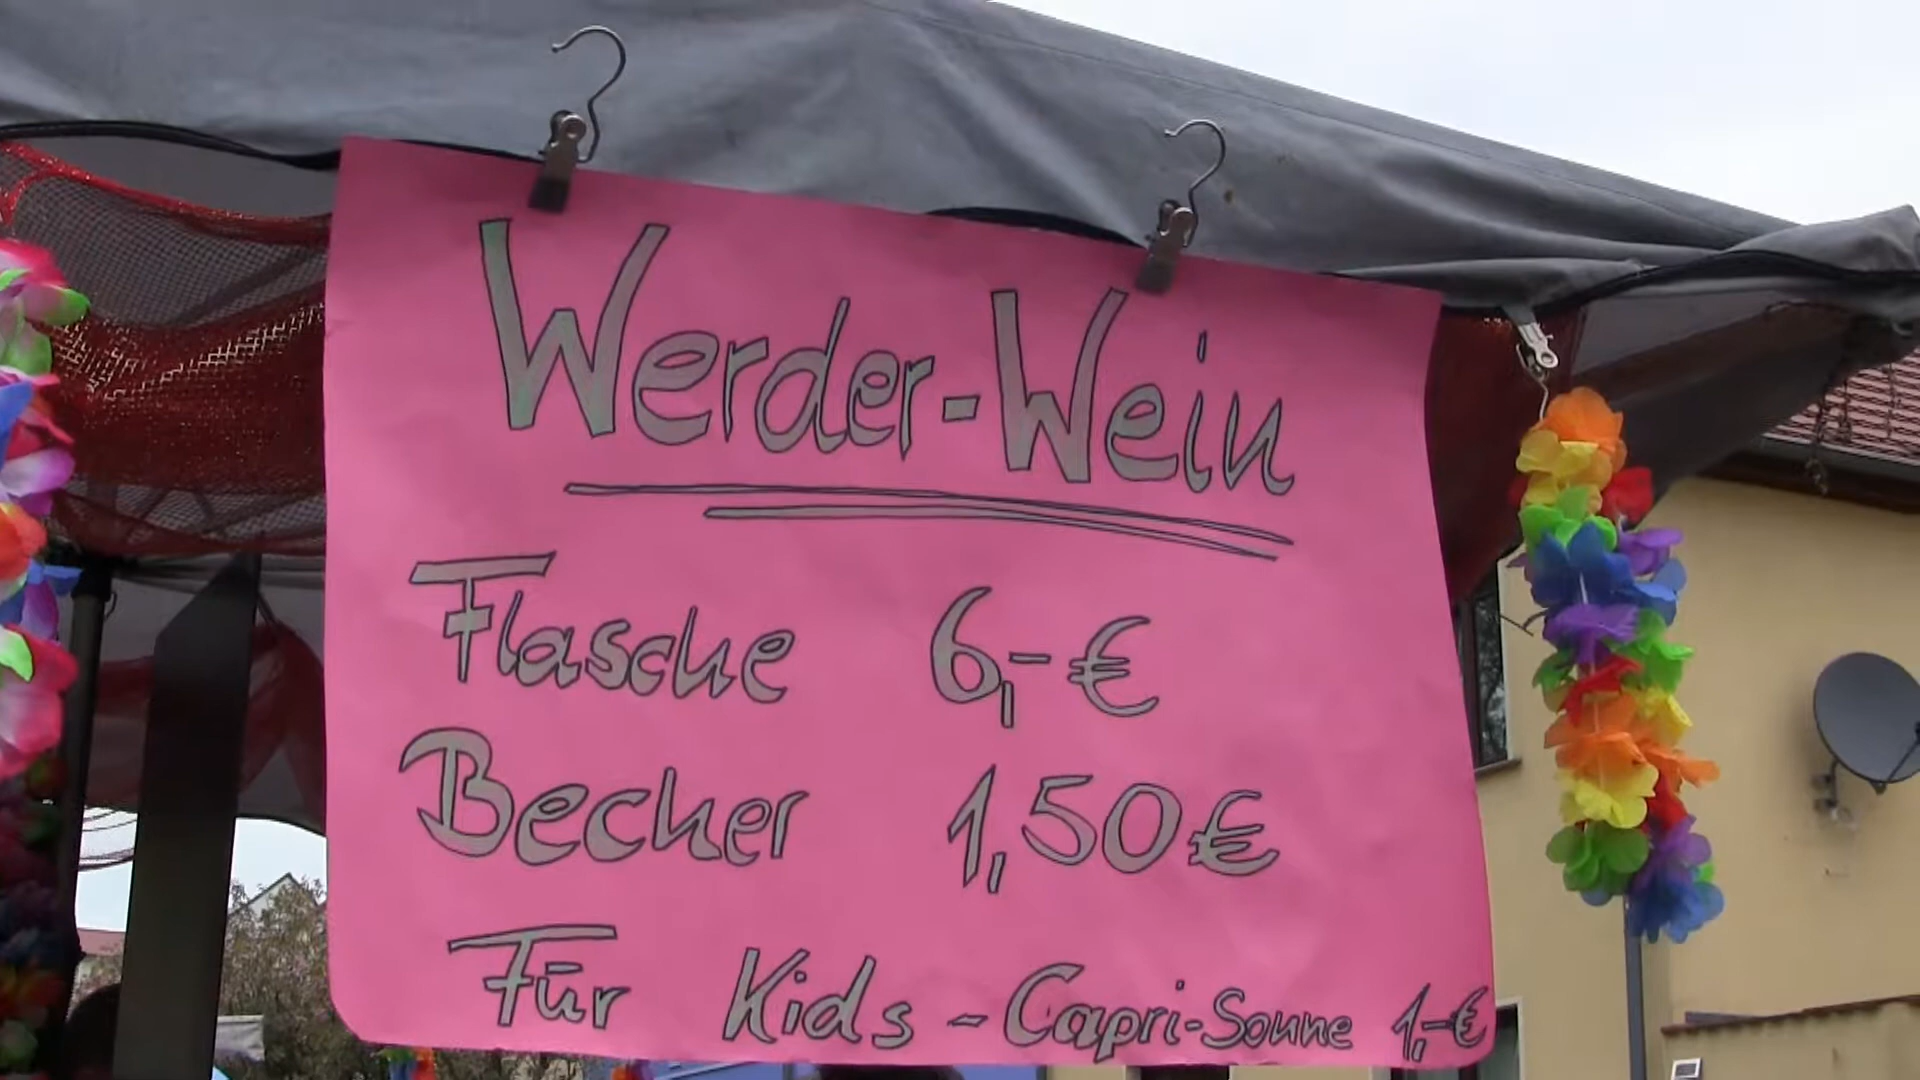 Werder-Wein
Flasche 6,-€
Becher 1,50€
Für Kids - Capri-Sonne 1,-€